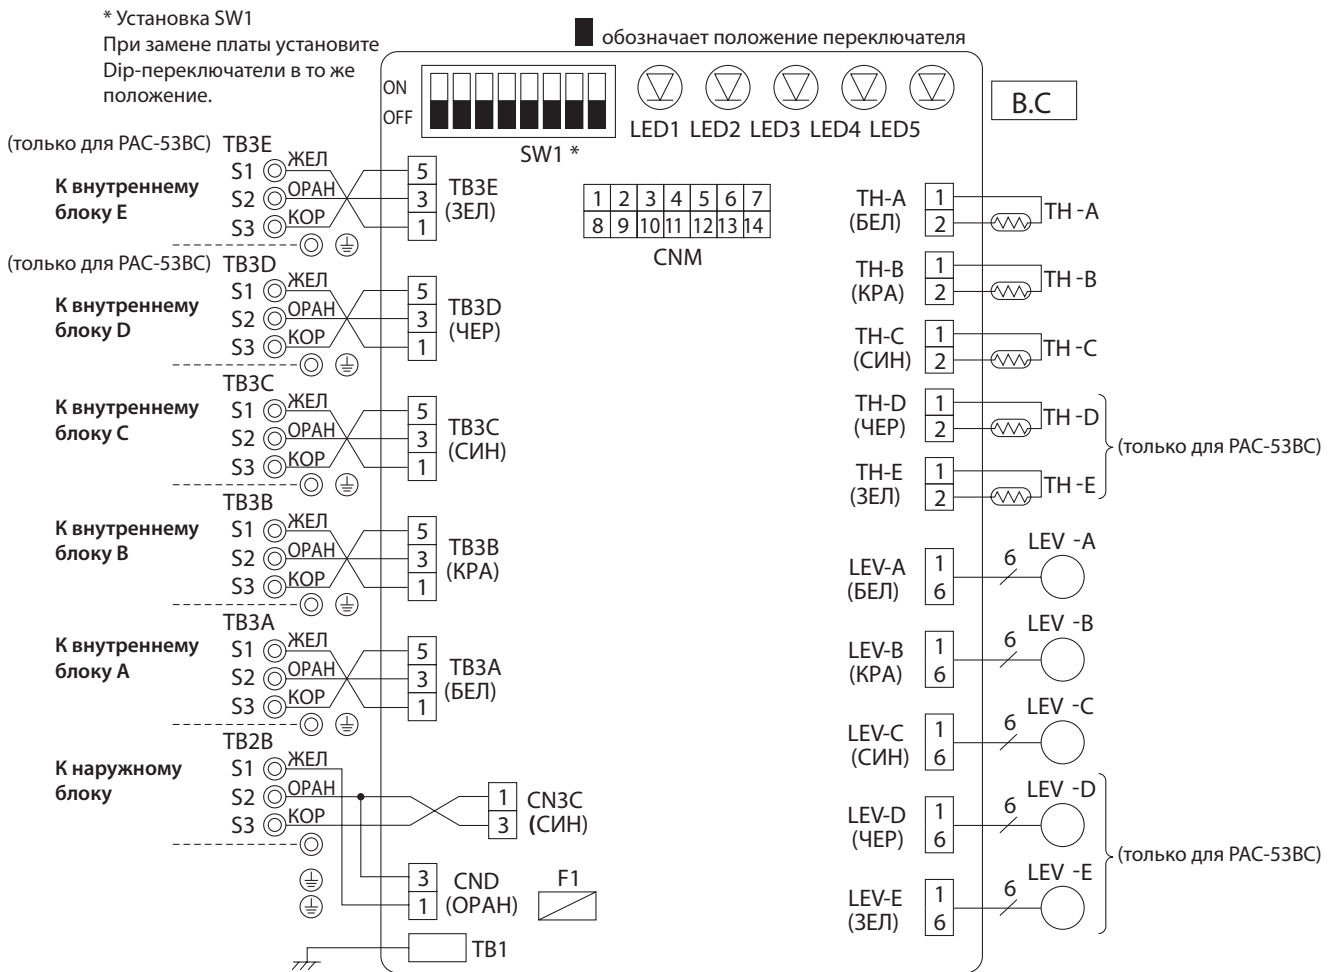 * Установка SW1
При замене платы установите
Dip-переключатели в то же
положение.
обозначает положение переключателя
ON
OFF
SW1 *
LED1 LED2 LED3 LED4 LED5
B.C
(только для PAC-53BC) TB3E
К внутреннему
блоку E
S1 ЖЕЛ
S2 ОРАН
S3 КОР
5
3
1
TB3E
(ЗЕЛ)
1 2 3 4 5 6 7
8 9 10 11 12 13 14
CNM
(только для PAC-53BC) TB3D
К внутреннему
блоку D
S1 ЖЕЛ
S2 ОРАН
S3 КОР
5
3
1
TB3D
(ЧЕР)
TB3C
К внутреннему
блоку C
S1 ЖЕЛ
S2 ОРАН
S3 КОР
5
3
1
TB3C
(СИН)
TB3B
К внутреннему
блоку B
S1 ЖЕЛ
S2 ОРАН
S3 КОР
5
3
1
TB3B
(КРА)
TB3A
К внутреннему
блоку A
S1 ЖЕЛ
S2 ОРАН
S3 КОР
5
3
1
TB3A
(БЕЛ)
TB2B
К наружному
блоку
S1 ЖЕЛ
S2 ОРАН
S3 КОР
1
3
CN3C
(СИН)
3
1
CND
(ОРАН)
F1
TB1
TH-A
(БЕЛ)
1
2
TH -A
TH-B
(КРА)
1
2
TH -B
TH-C
(СИН)
1
2
TH -C
TH-D
(ЧЕР)
1
2
TH -D
TH-E
(ЗЕЛ)
1
2
TH -E
(только для PAC-53BC)
LEV-A
(БЕЛ)
1
6
6
LEV -A
LEV-B
(КРА)
1
6
6
LEV -B
LEV-C
(СИН)
1
6
6
LEV -C
LEV-D
(ЧЕР)
1
6
6
LEV -D
LEV-E
(ЗЕЛ)
1
6
6
LEV -E
(только для PAC-53BC)